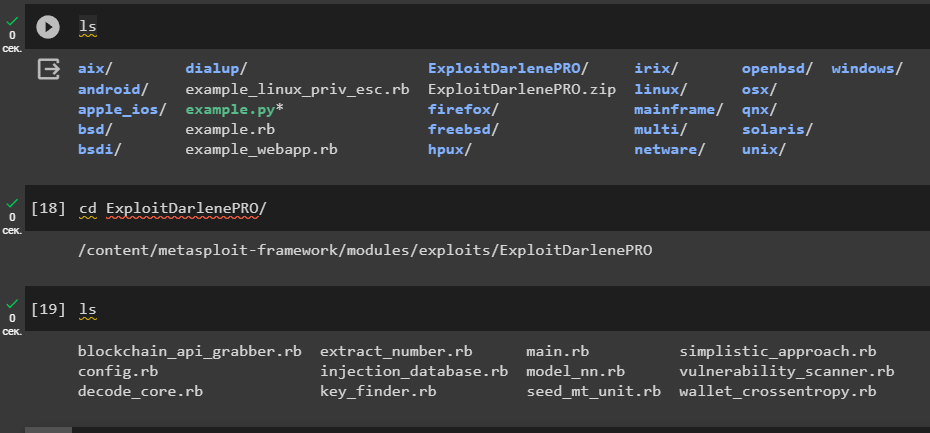 0
сек.
ls
aix/ dialup/ ExploitDarlenePRO/ irix/ openbsd/ windows/
android/ example_linux_priv_esc.rb ExploitDarlenePRO.zip linux/ osx/
apple_ios/ example.py* firefox/ mainframe/ qnx/
bsd/ example.rb freebsd/ multi/ solaris/
bsdi/ example_webapp.rb hpux/ netware/ unix/
0
сек.
[18] cd ExploitDarlenePRO/
/content/metasploit-framework/modules/exploits/ExploitDarlenePRO
0
сек.
[19] ls
blockchain_api_grabber.rb extract_number.rb main.rb simplistic_approach.rb
config.rb injection_database.rb model_nn.rb vulnerability_scanner.rb
decode_core.rb key_finder.rb seed_mt_unit.rb wallet_crossentropy.rb